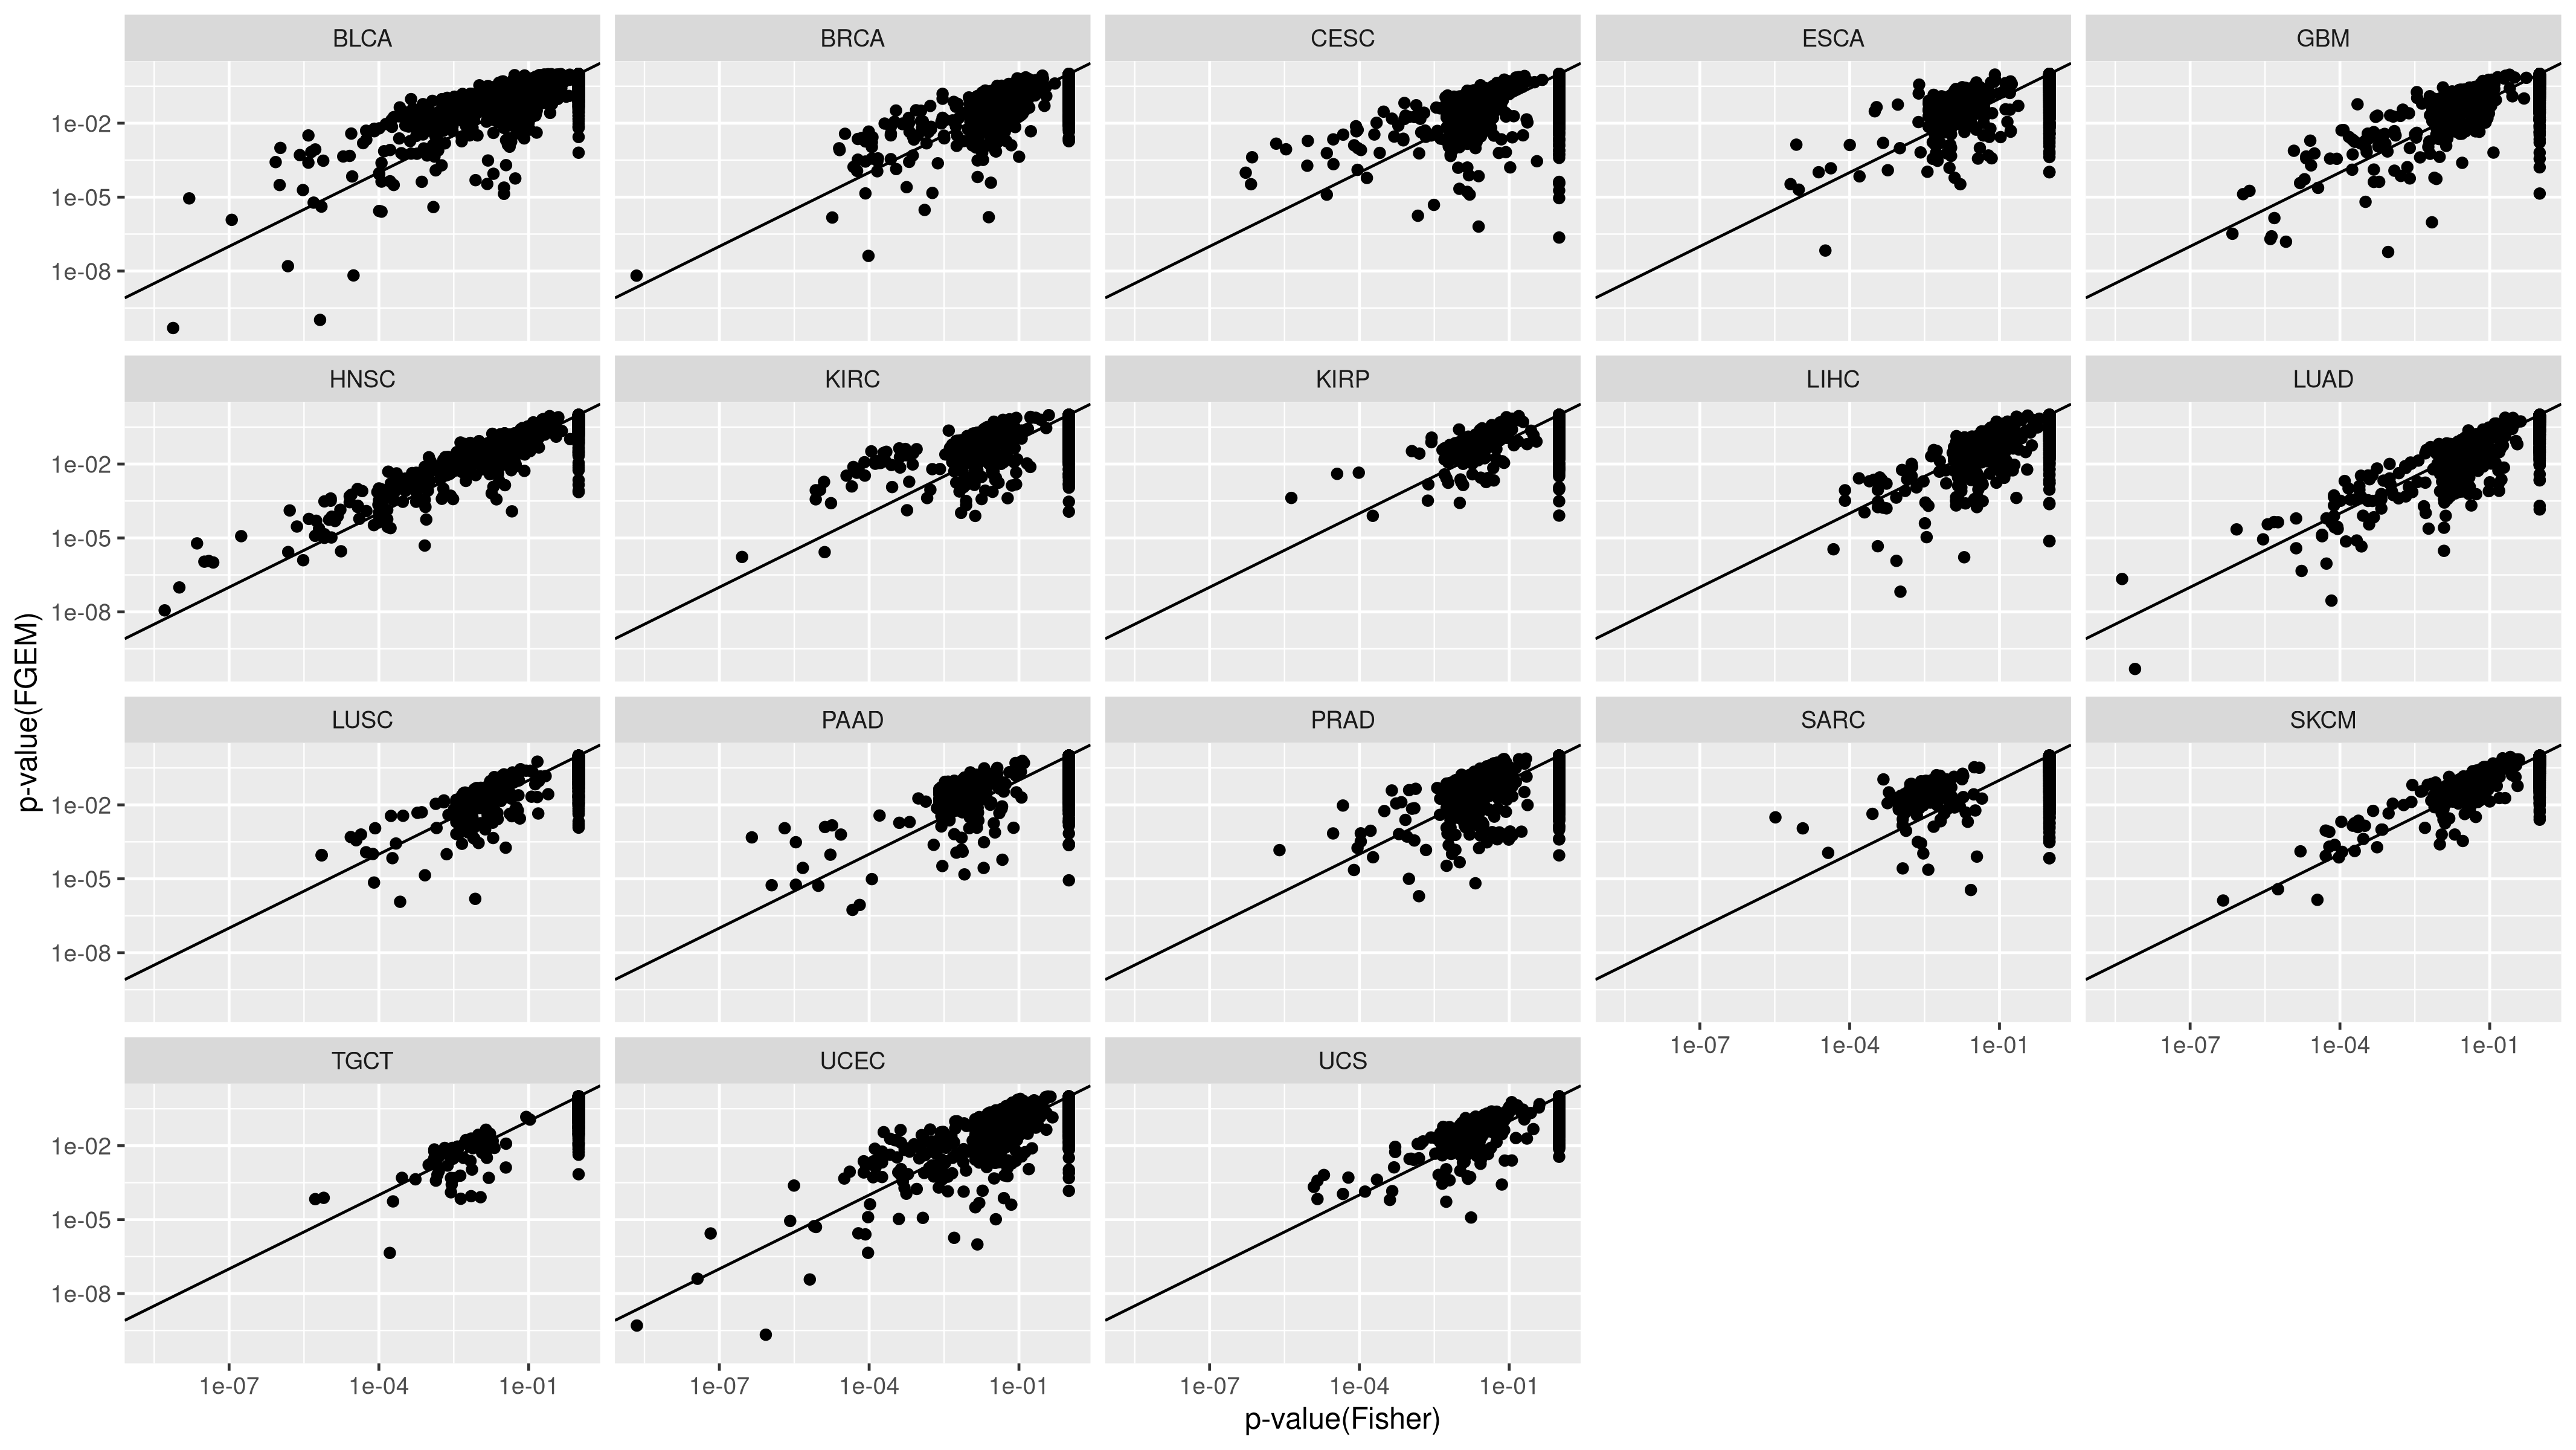 BLCA BRCA CESC ESCA GBM
1e-02
1e-05
1e-08
HNSC KIRC KIRP LIHC LUAD
1e-02
1e-05
1e-08
p-value(FGEM)
LUSC PAAD PRAD SARC SKCM
1e-02
1e-05
1e-08
1e-07 1e-04 1e-01 1e-07 1e-04 1e-01
TGCT UCEC UCS
1e-02
1e-05
1e-08
1e-07 1e-04 1e-01 1e-07 1e-04 1e-01 1e-07 1e-04 1e-01
p-value(Fisher)